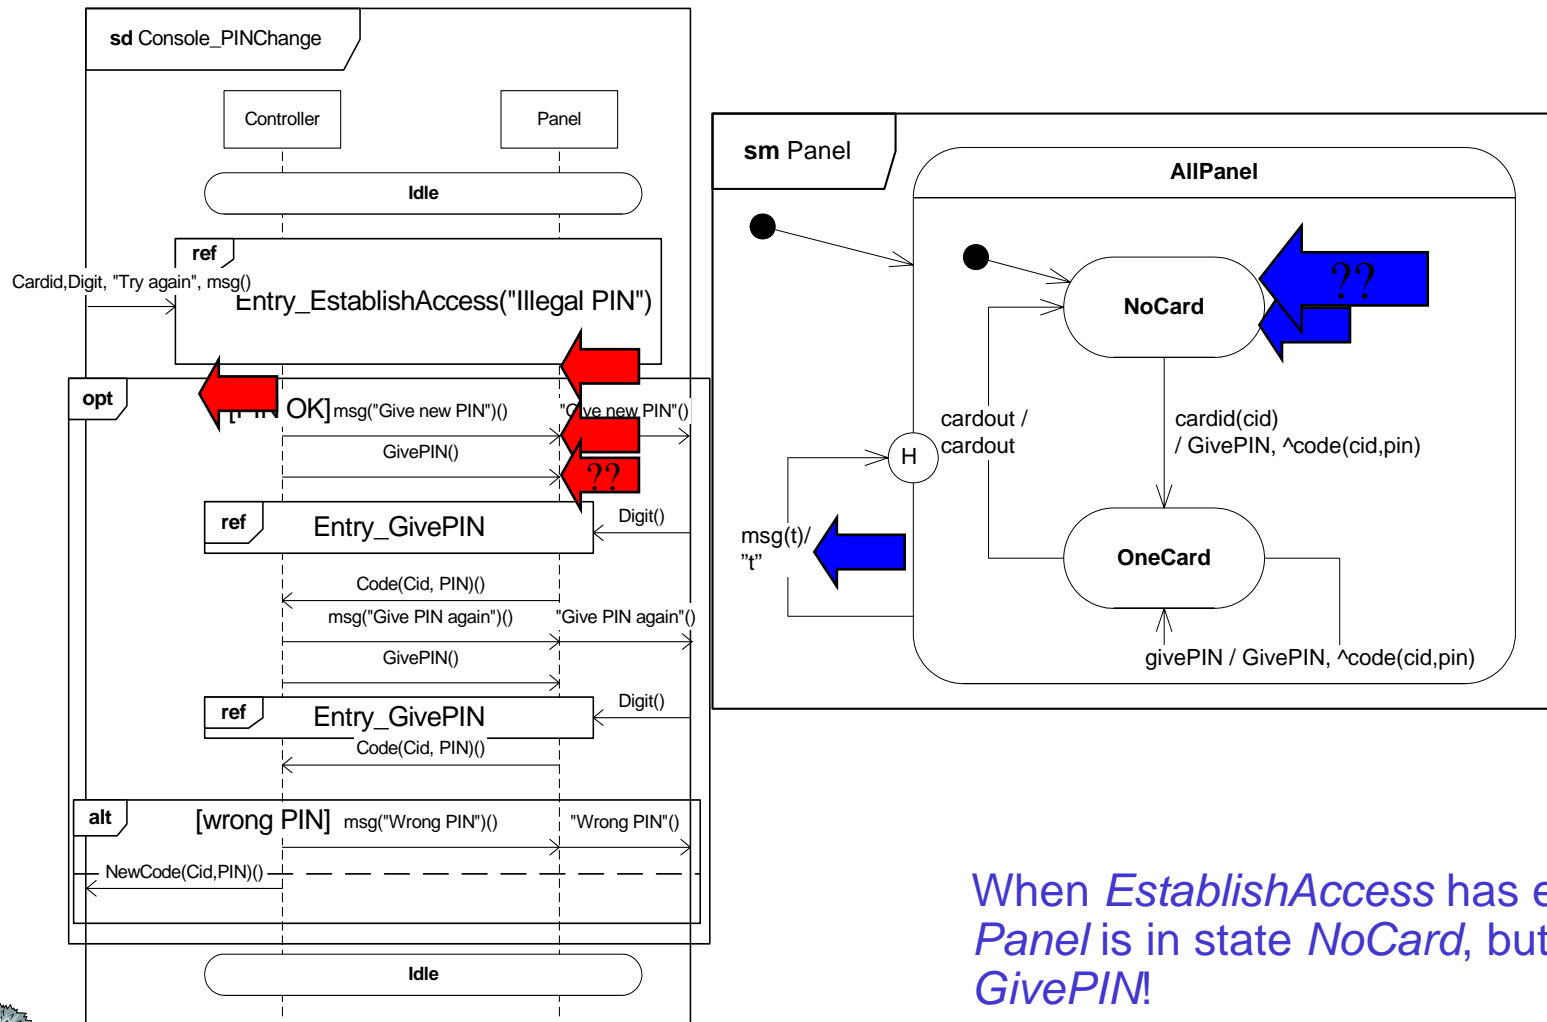 sd Console_PINChange
Controller
Panel
Idle
ref
Cardid,Digit, "Try again", msg()
Entry_EstablishAccess("Illegal PIN")
opt
OK] msg("Give new PIN")()
new PIN"()
GivePIN()
??
ref
Entry_GivePIN
Digit()
Code(Cid, PIN)()
msg("Give PIN again")()
"Give PIN again"()
GivePIN()
ref
Entry_GivePIN
Digit()
Code(Cid, PIN)()
alt
[wrong PIN] msg("Wrong PIN")()
"Wrong PIN"()
NewCode(Cid,PIN)()
Idle
sm Panel
AllPanel
??
NoCard
cardout /
cardout
cardid(cid)
/ GivePIN, ^code(cid,pin)
H
msg(t)/
"t"
OneCard
givePIN / GivePIN, ^code(cid,pin)
When EstablishAccess has
Panel is in state NoCard, but
GivePIN!